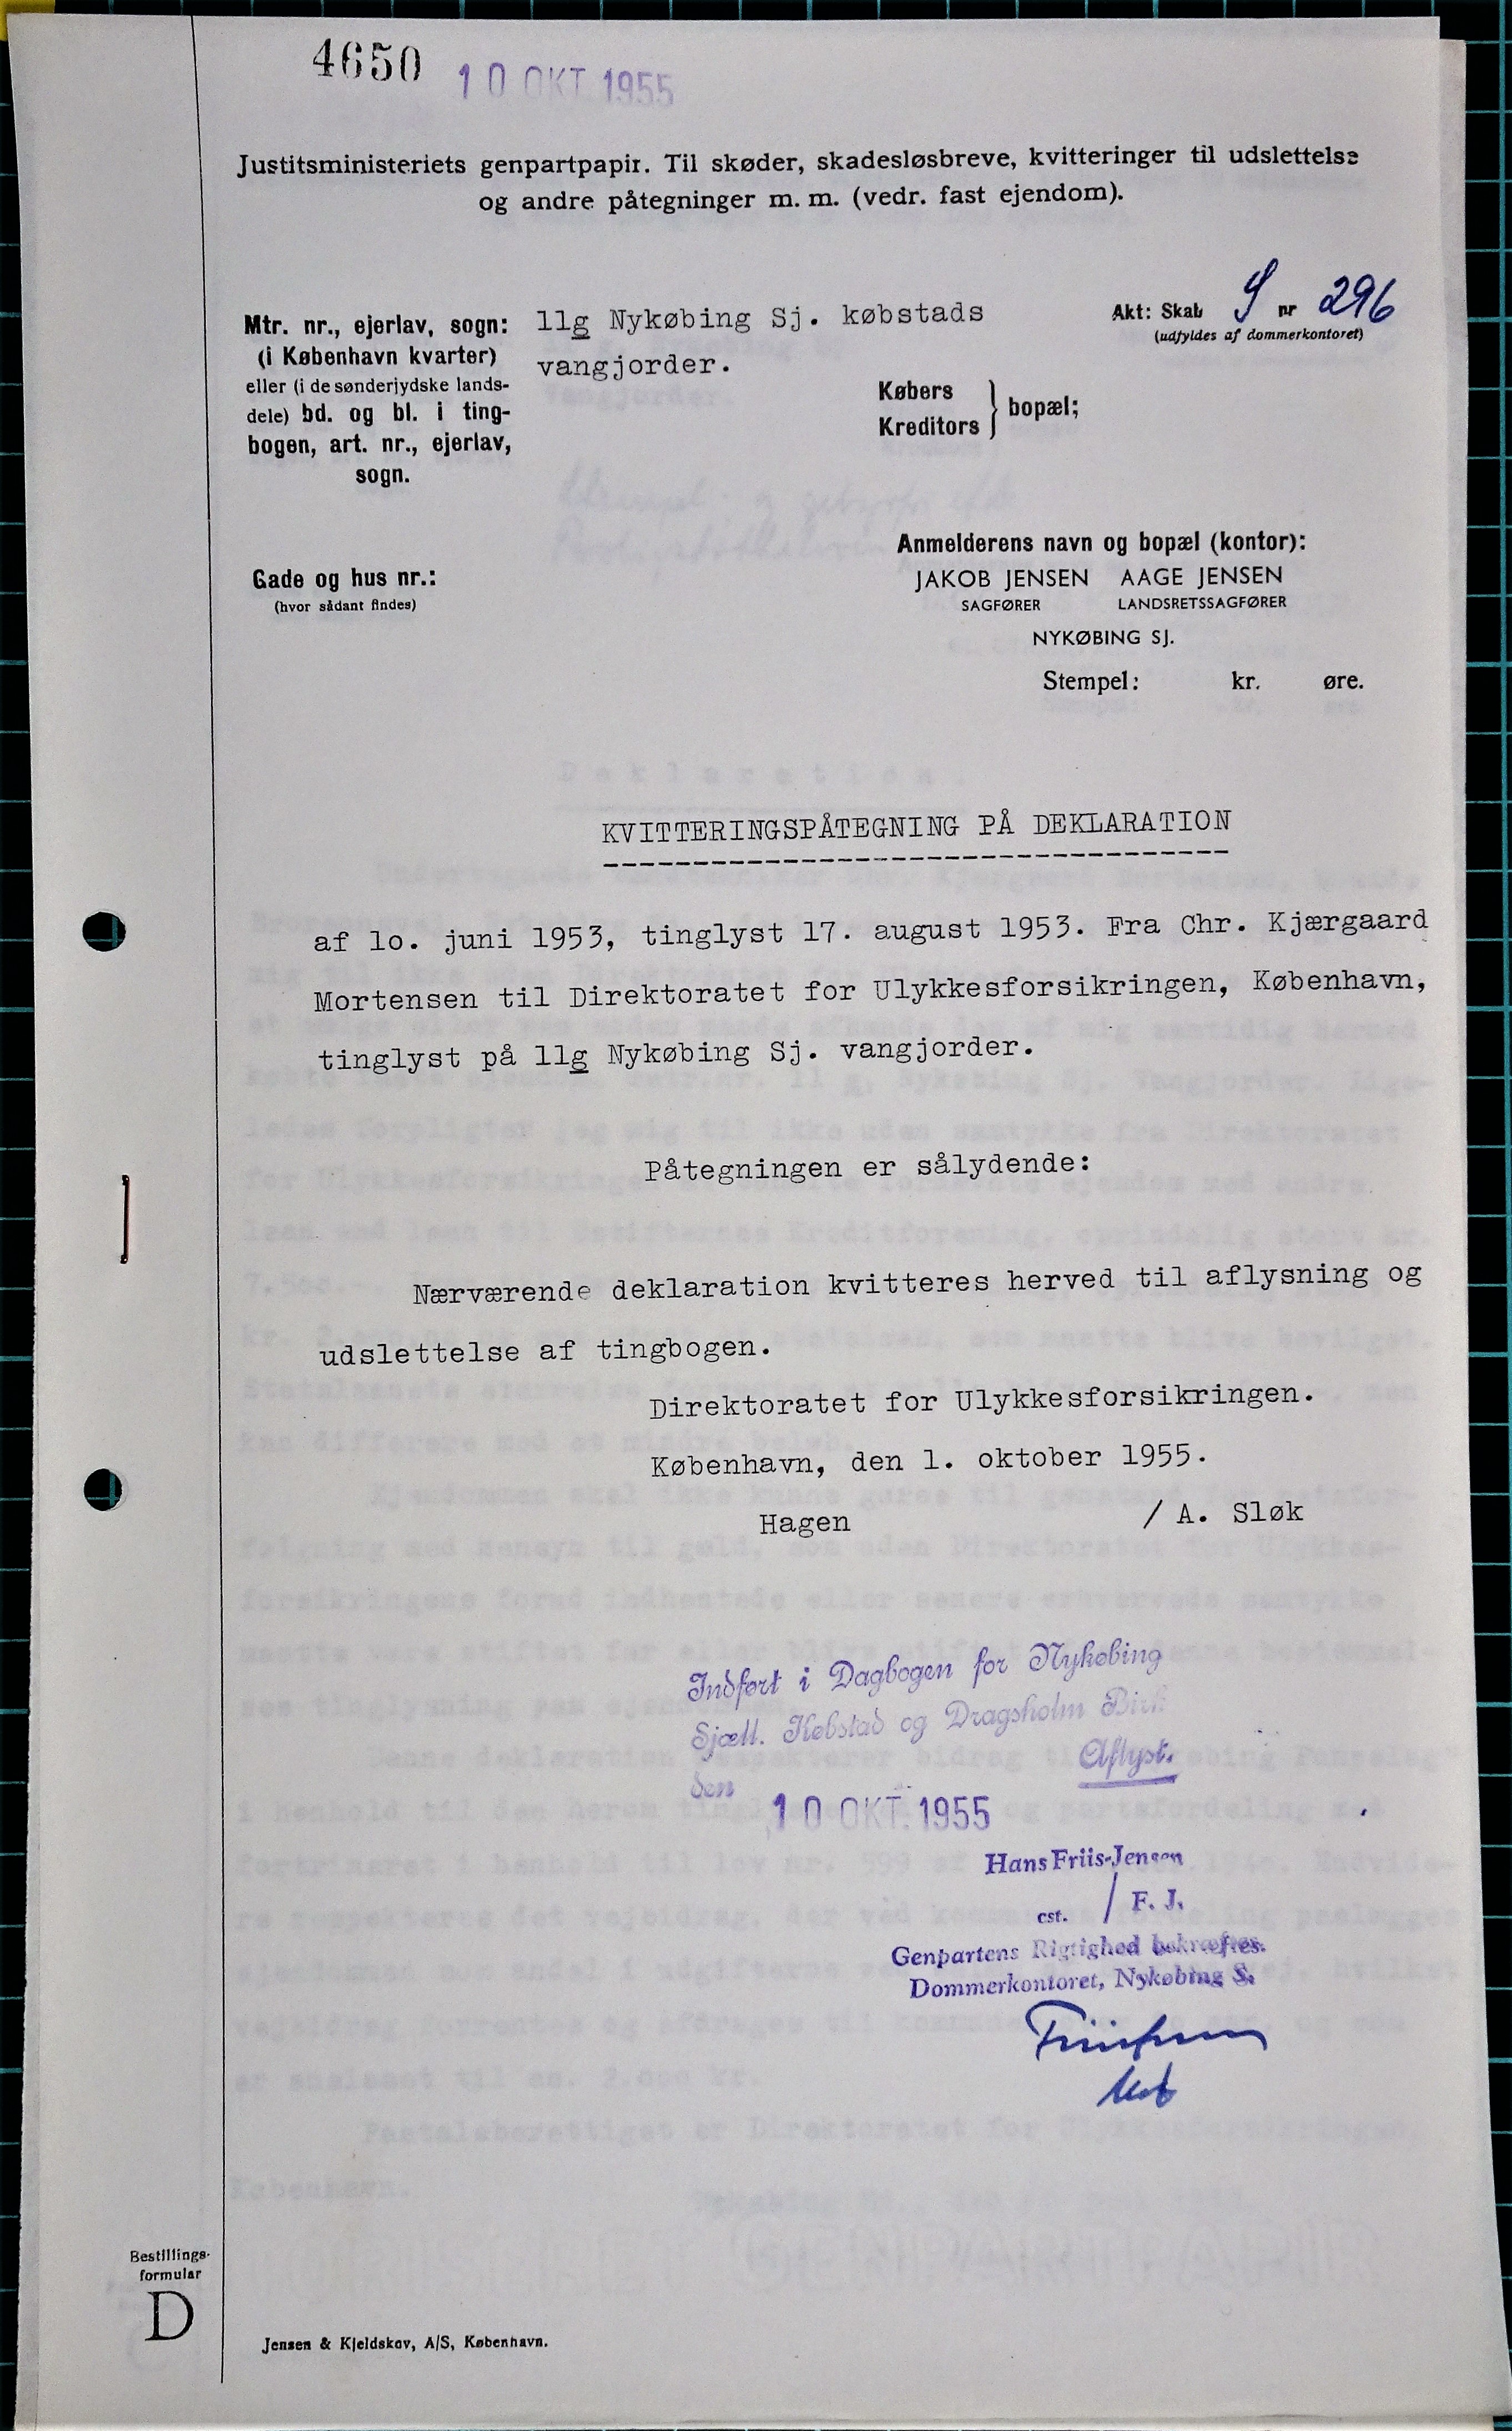 4650
10 OKT. 1955
Justitsministeriets genpartpapir. Til skøder, skadesløsbreve, kvitteringer til udslettelse
og andre påtegninger m. m. (vedr. fast ejendom).
Mtr. nr., ejerlav, sogn:
(i København kvarter)
eller (i de sønderjydske lands-
dele) bd. og bl. i ting-
bogen, art. nr., ejerlav,
sogn.
11g Nykøbing Sj. købstads
vangjorder.
Akt: Skab nr 296
(udfyldes af dommerkontoret)
Købers
Kreditors
bopæl;
Gade og hus nr.:
(hvor sådant findes)
Anmelderens navn og bopæl (kontor):
JAKOB JENSEN AAGE JENSEN
SAGFØRER LANDSRETSSAGFØRER
NYKØBING SJ.
Stempel: kr. øre.
KVITTERINGSPÅTEGNING PÅ DEKLARATION
af 10. juni 1953, tinglyst 17. august 1953. Fra Chr. Kjærgaard
Mortensen til Direktoratet for Ulykkesforsikringen, København,
tinglyst på 11g Nykøbing Sj. vangjorder.
Påtegningen er sålydende:
Nærværende deklaration kvitteres herved til aflysning og
udslettelse af tingbogen.
Direktoratet for Ulykkesforsikringen.
København, den 1. oktober 1955.
Hagen / A. Sløk
Indført i Dagbogen for Nykøbing
Sjæll. Købstad og Dragsholm Birk
den
Aflyst.
10 OKT. 1955
Hans Friis-Jensen
cst. / F. J.
Genpartens Rigtighed bekræftes.
Dommerkontoret, Nykøbing S.
Bestillings-
formular
D
Jensen & Kjeldskov, A/S, København.